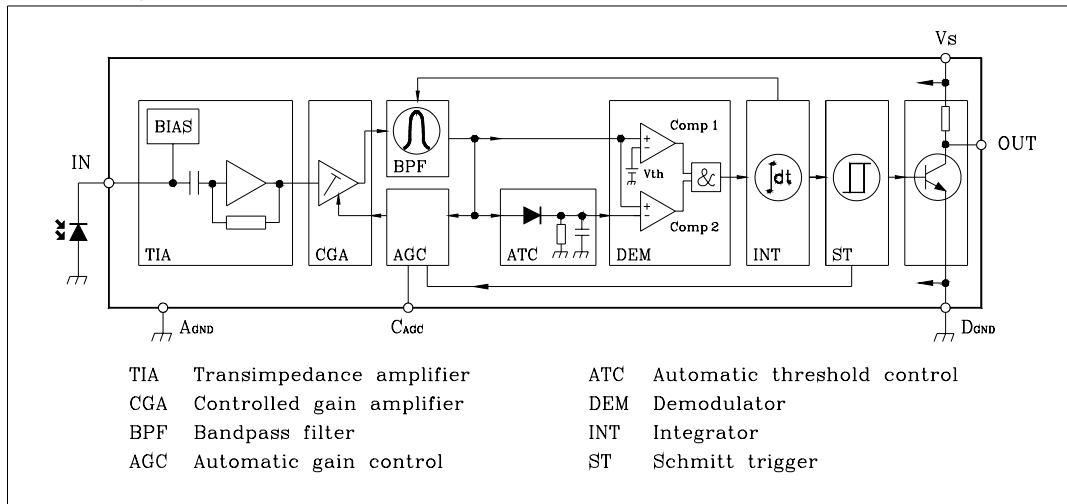 Vs
BIAS
Comp 1
IN
BPF
Vth
&
∫dt
OUT
Comp 2
TIA
CGA
AGC
ATC
DEM
INT
ST
AGND
CAGC
DGND
TIA Transimpedance amplifier
CGA Controlled gain amplifier
BPF Bandpass filter
AGC Automatic gain control
ATC Automatic threshold control
DEM Demodulator
INT Integrator
ST Schmitt trigger